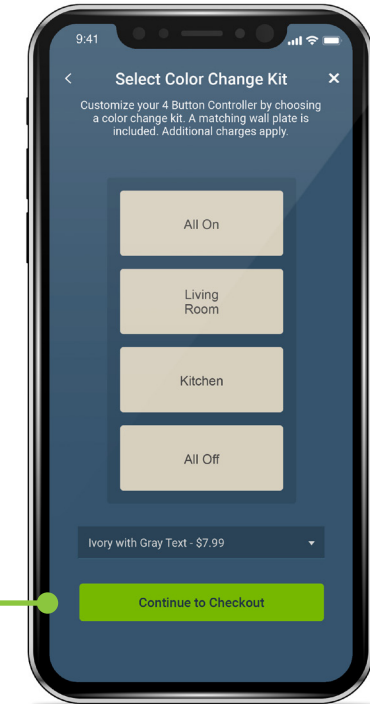 9:41
Select Color Change Kit
Customize your 4 Button Controller by choosing
a color change kit. A matching wall plate is
included. Additional charges apply.
All On
Living
Room
Kitchen
All Off
Ivory with Gray Text - $7.99
Continue to Checkout